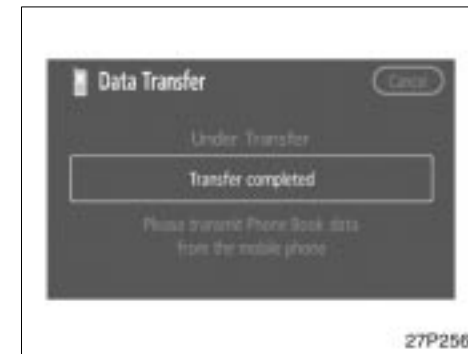 Data Transfer
Cancel
Under Transfer
Transfer completed
Please transmit Phone Book data
from the mobile phone
27P256